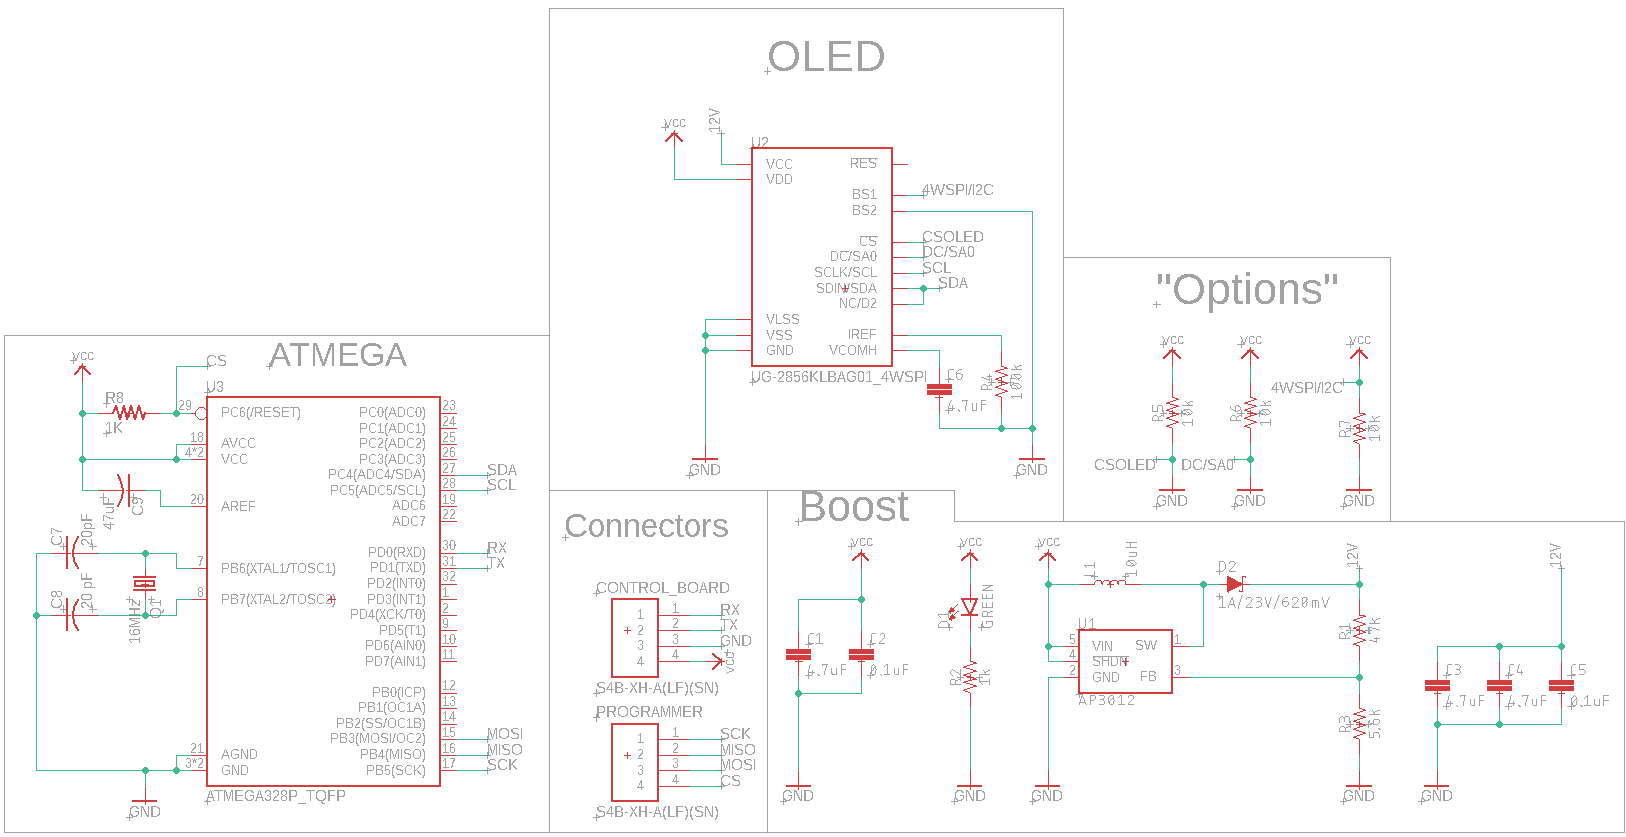 OLED
vcc
12V
U2
VCC
VDD
RES
BS1
BS2
4WSPI/I2C
CS
DC/SA0
SCLK/SCL
SDIN/SDA
NC/D2
CSOLED
DC/SA0
SCL
SDA
VLSS
VSS
GND
IREF
VCOMH
UG-2856KLBAG01_4WSPI
C6
4.7uF
R4
100k
GND
GND
"Options"
vcc
vcc
vcc
4WSPI/I2C
R5
10k
R6
10k
R7
10k
CSOLED
DC/SA0
GND
GND
GND
ATMEGA
vcc
CS
U3
R8
1K
29
PC6(/RESET)
18
AVCC
4*2
VCC
20
AREF
47uF
C9
C7
20pF
C8
20pF
16MHz
Q1
7
PB6(XTAL1/TOSC1)
8
PB7(XTAL2/TOSC2)
21
AGND
3*2
GND
PC0(ADC0)
23
PC1(ADC1)
24
PC2(ADC2)
25
PC3(ADC3)
26
PC4(ADC4/SDA)
27
SDA
PC5(ADC5/SCL)
28
SCL
ADC6
19
ADC7
22
PD0(RXD)
30
RX
PD1(TXD)
31
TX
PD2(INT0)
32
PD3(INT1)
1
PD4(XCK/T0)
2
PD5(T1)
9
PD6(AIN0)
10
PD7(AIN1)
11
PB0(ICP)
12
PB1(OC1A)
13
PB2(SS/OC1B)
14
PB3(MOSI/OC2)
15
MOSI
PB4(MISO)
16
MISO
PB5(SCK)
17
SCK
ATMEGA328P_TQFP
GND
Connectors
CONTROL_BOARD
1
1
RX
2
2
TX
3
3
GND
4
4
vcc
S4B-XH-A(LF)(SN)
PROGRAMMER
1
1
SCK
2
2
MISO
3
3
MOSI
4
4
CS
S4B-XH-A(LF)(SN)
Boost
vcc
C1
4.7uF
C2
0.1uF
GND
vcc
D1
GREEN
R2
1k
GND
vcc
L1
10uH
D2
1A/23V/620mV
U1
5
VIN
SW
1
4
SHDN
2
GND
FB
3
AP3012
GND
12V
R1
47k
R3
5.6k
GND
12V
C3
4.7uF
C4
4.7uF
C5
0.1uF
GND